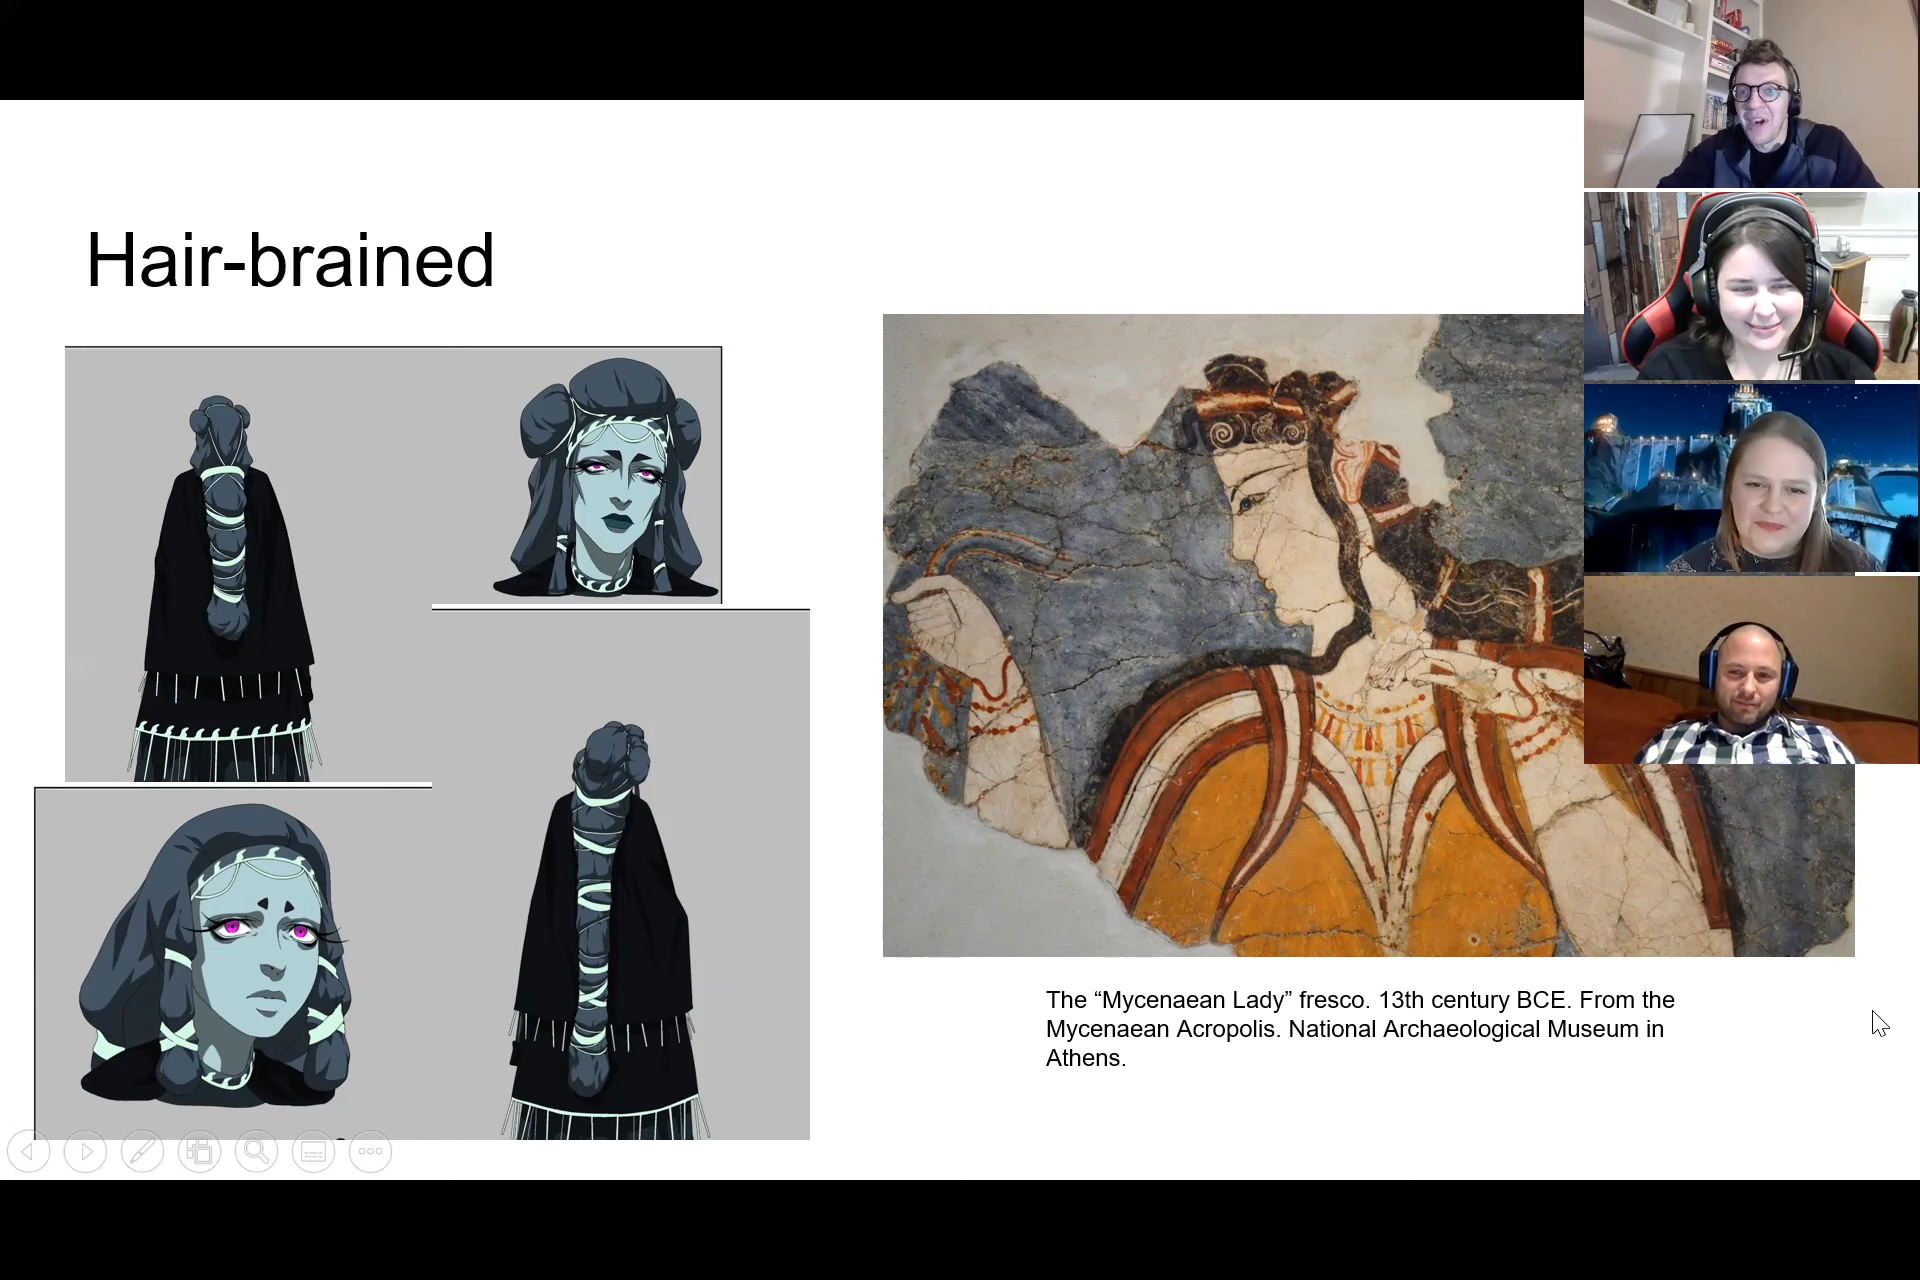 Hair-brained
The “Mycenaean Lady” fresco. 13th century BCE. From the
Mycenaean Acropolis. National Archaeological Museum in
Athens.